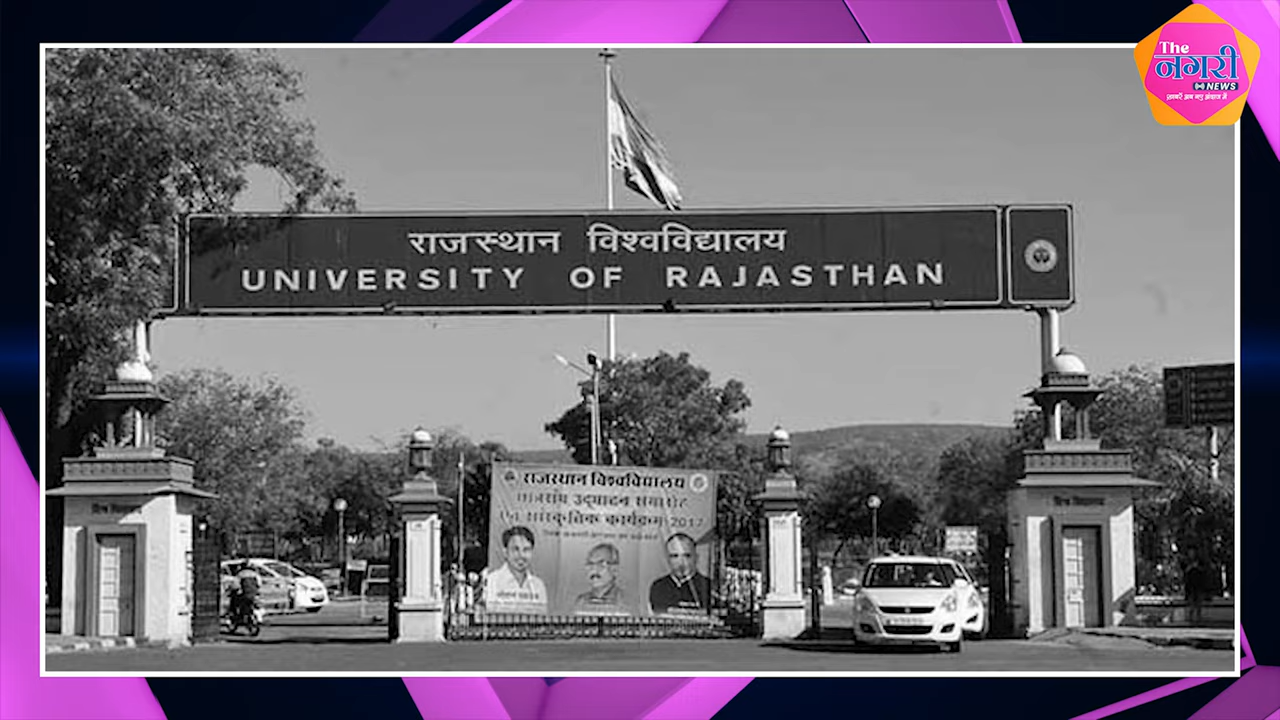 The
नगरी
NEWS
राजस्थान विश्वविद्यालय
UNIVERSITY OF RAJASTHAN
राजस्थान विश्वविद्यालय
छात्रसंघ उद्घाटन समारोह
एवं सांस्कृतिक कार्यक्रम 2017